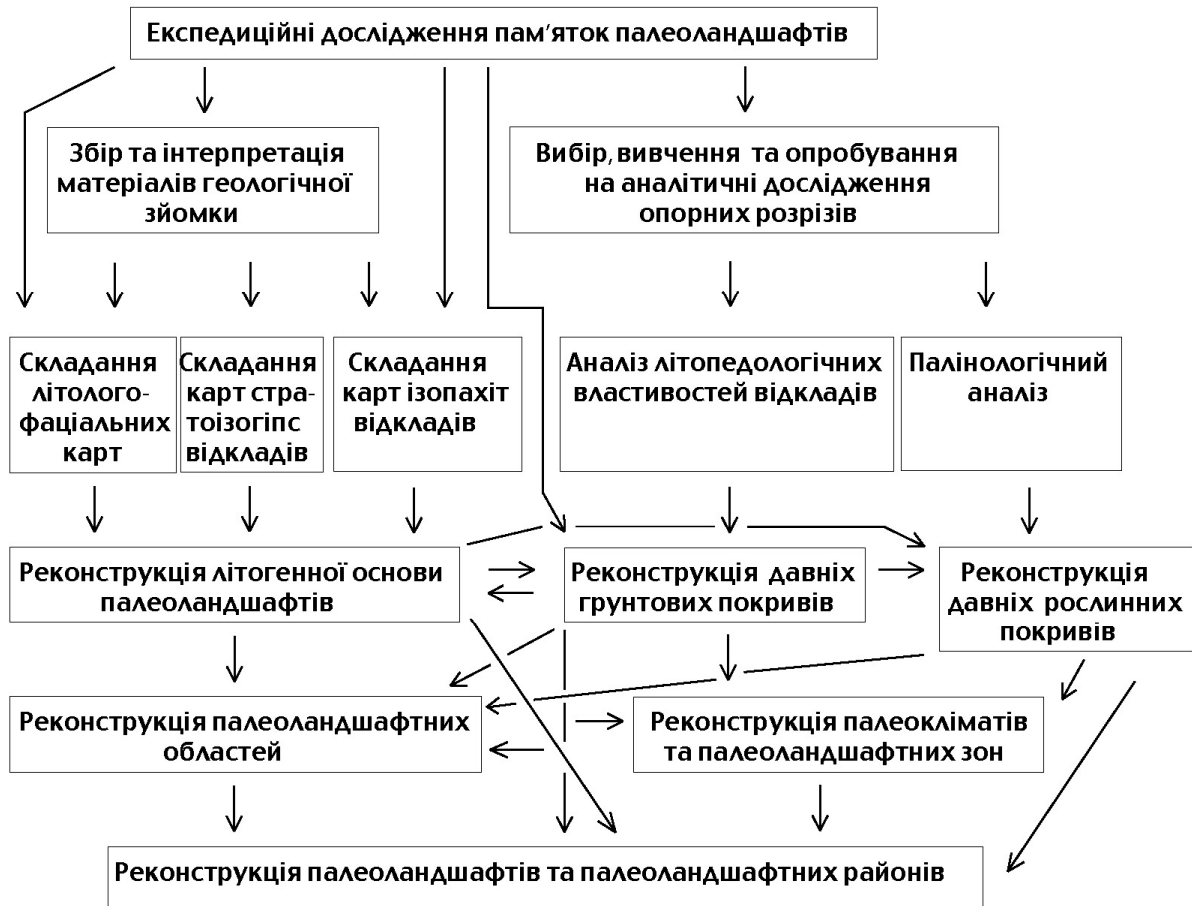 Експедиційні дослідження пам'яток палеоландшафтів
Збір та інтерпретація
матеріалів геологічної
зйомки
Вибір, вивчення та опробування
на аналітичні дослідження
опорних розрізів
Складання
літолого-
фаціальних
карт
Складання
карт стра-
тоізогіпс
відкладів
Складання
карт ізопахіт
відкладів
Аналіз літопедологічних
властивостей відкладів
Палінологічний
аналіз
Реконструкція літогенної основи
палеоландшафтів
Реконструкція давніх
грунтових покривів
Реконструкція
давніх рослинних
покривів
Реконструкція палеоландшафтних
областей
Реконструкція палеокліматів
та палеоландшафтних зон
Реконструкція палеоландшафтів та палеоландшафтних районів